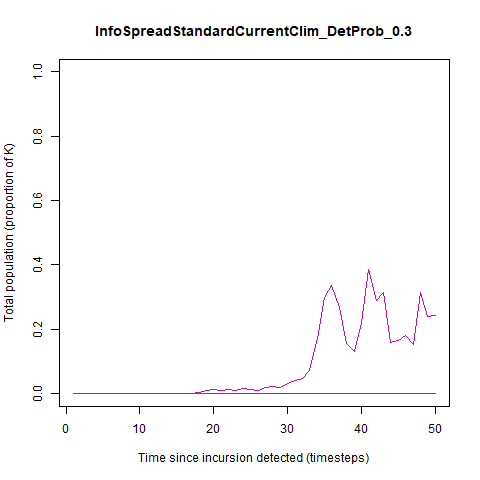 InfoSpreadStandardCurrentClim_DetProb_0.3
Total population (proportion of K)
1.0
0.8
0.6
0.4
0.2
0.0
0 10 20 30 40 50
Time since incursion detected (timesteps)